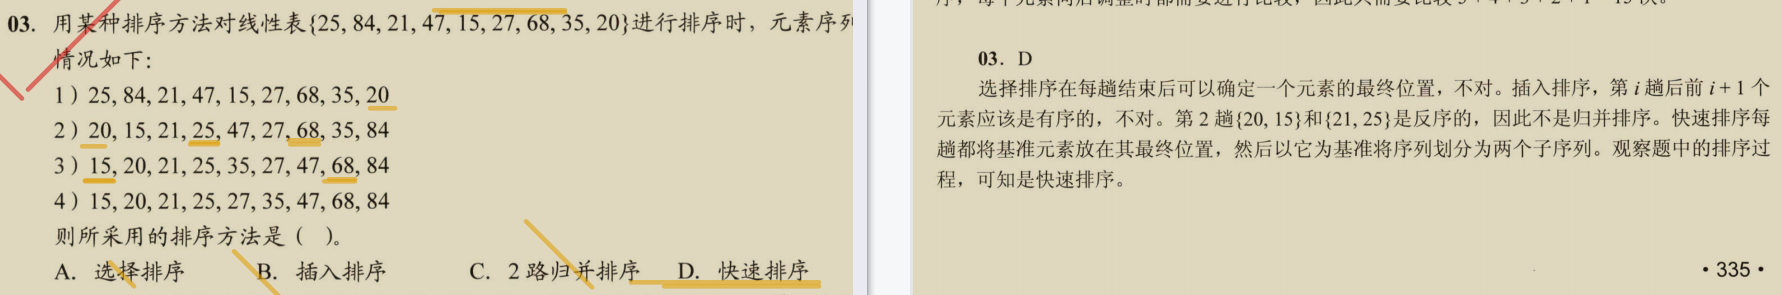 03. 用某种排序方法对线性表{25, 84, 21, 47, 15, 27, 68, 35, 20}进行排序时，元素序列
情况如下：
1）25, 84, 21, 47, 15, 27, 68, 35, 20
2）20, 15, 21, 25, 47, 27, 68, 35, 84
3）15, 20, 21, 25, 35, 27, 47, 68, 84
4）15, 20, 21, 25, 27, 35, 47, 68, 84
则所采用的排序方法是（ ）。
A. 选择排序 B. 插入排序 C. 2 路归并排序 D. 快速排序
03. D
选择排序在每趟结束后可以确定一个元素的最终位置，不对。插入排序，第 i 趟后前 i + 1 个
元素应该是有序的，不对。第 2 趟{20, 15}和{21, 25}是反序的，因此不是归并排序。快速排序每
趟都将基准元素放在其最终位置，然后以它为基准将序列划分为两个子序列。观察题中的排序过
程，可知是快速排序。
• 335 •